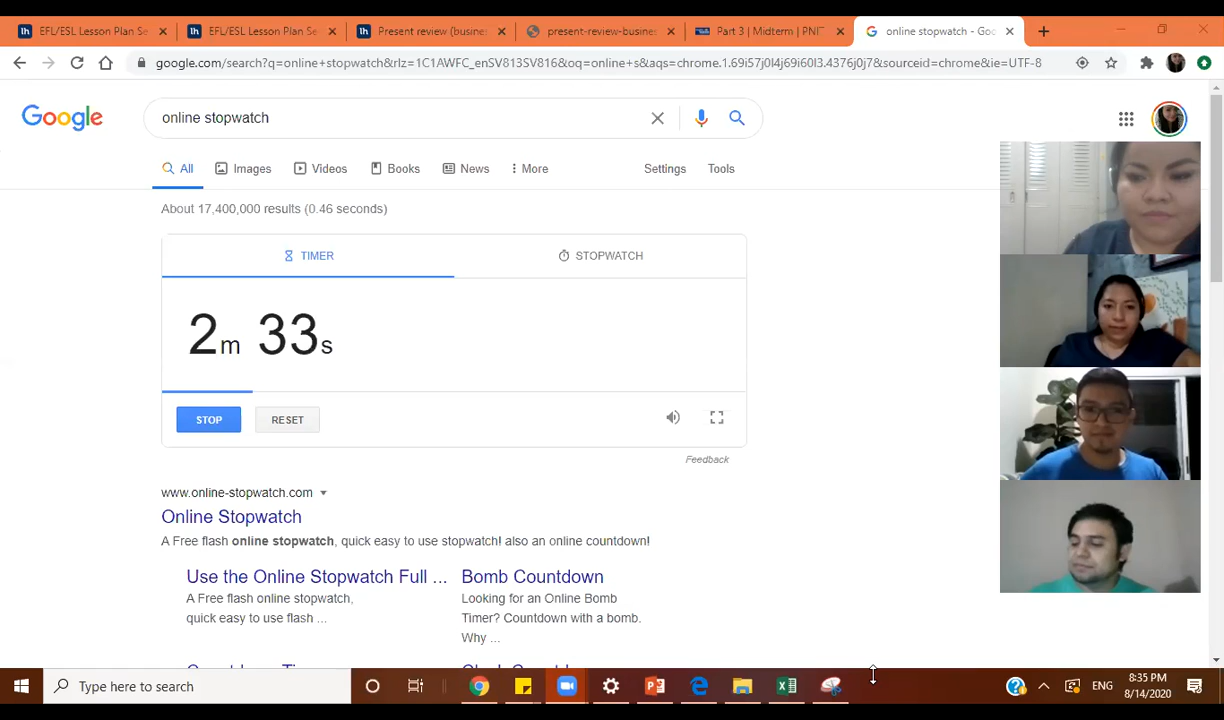 EFL/ESL Lesson Plan Se
EFL/ESL Lesson Plan Se
Present review (busine
present-review-busine
Part 3 | Midterm | PNI
online stopwatch - Goo
google.com/search?q=online+stopwatch&rlz=1C1AWFC_enSV813SV816&oq=online+s&aqs=chrome.1.69i57j0l4j69i60l3.4376j0j7&sourceid=chrome&ie=UTF-8
Google
online stopwatch
All
Images
Videos
Books
News
More
Settings
Tools
About 17,400,000 results (0.46 seconds)
TIMER
STOPWATCH
2m 33s
STOP
RESET
Feedback
www.online-stopwatch.com
Online Stopwatch
A Free flash online stopwatch, quick easy to use stopwatch! also an online countdown!
Use the Online Stopwatch Full ...
A Free flash online stopwatch,
quick easy to use flash ...
Bomb Countdown
Looking for an Online Bomb
Timer? Countdown with a bomb.
Why ...
Type here to search
ENG
8:35 PM
8/14/2020